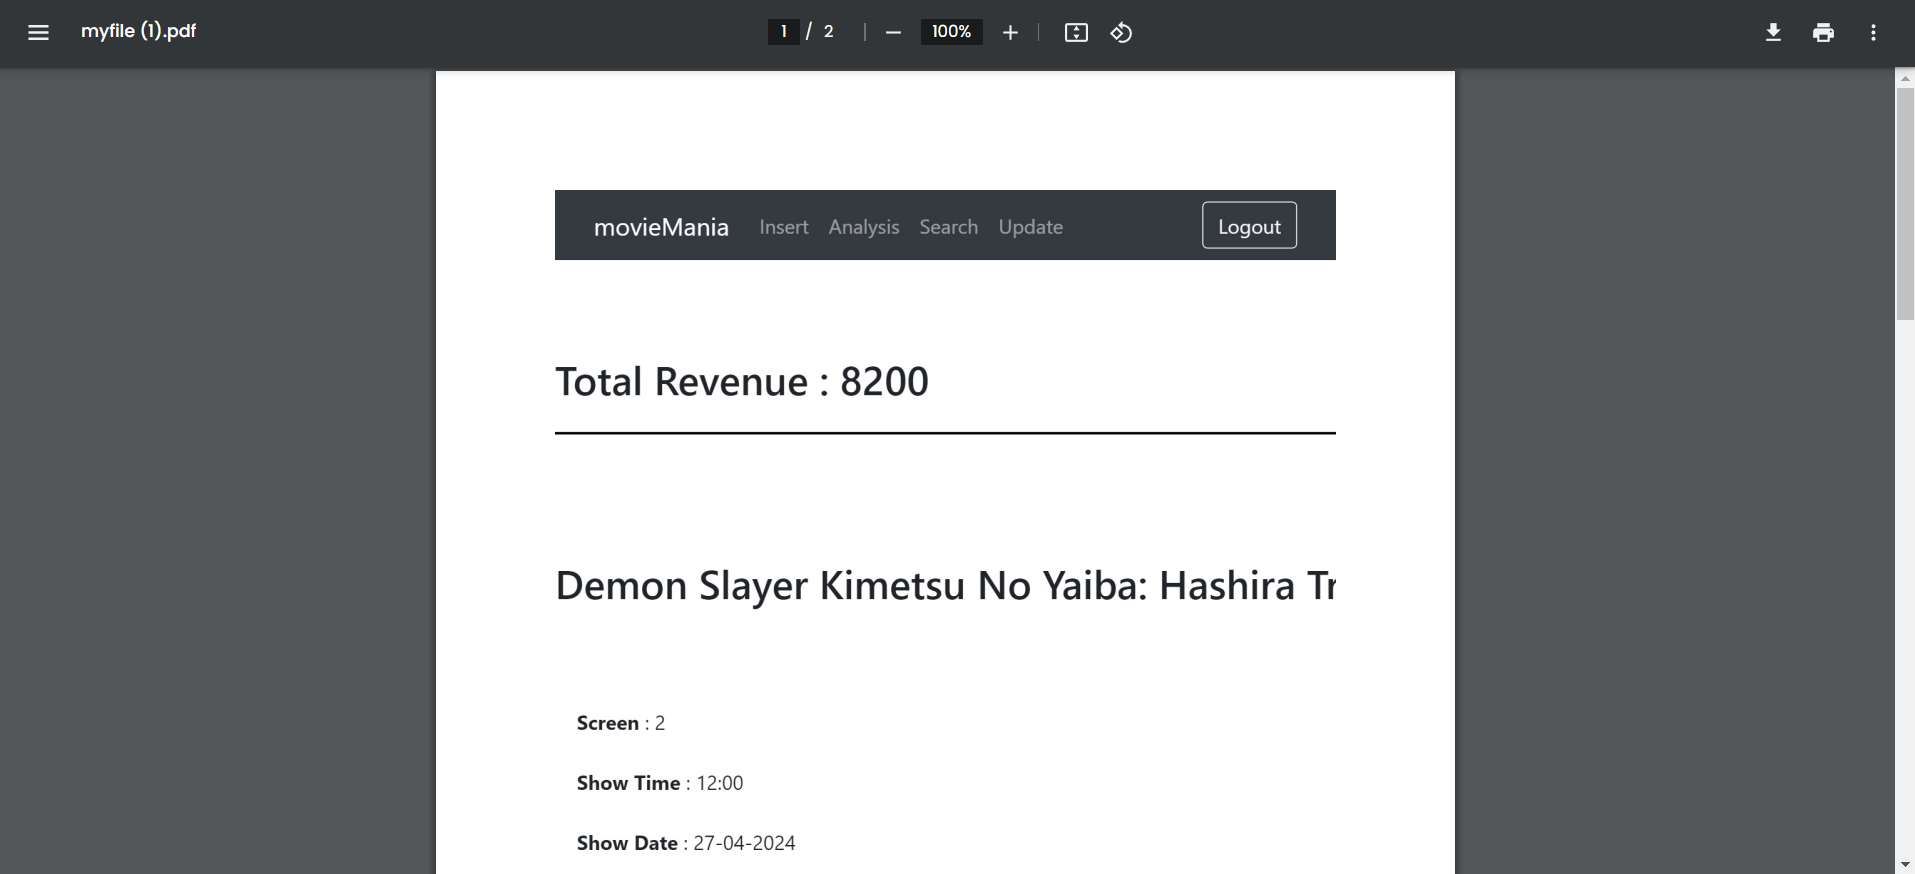 myfile (1).pdf
1 / 2
100%
movieMania Insert Analysis Search Update Logout
Total Revenue : 8200
Demon Slayer Kimetsu No Yaiba: Hashira Tr
Screen : 2
Show Time : 12:00
Show Date : 27-04-2024